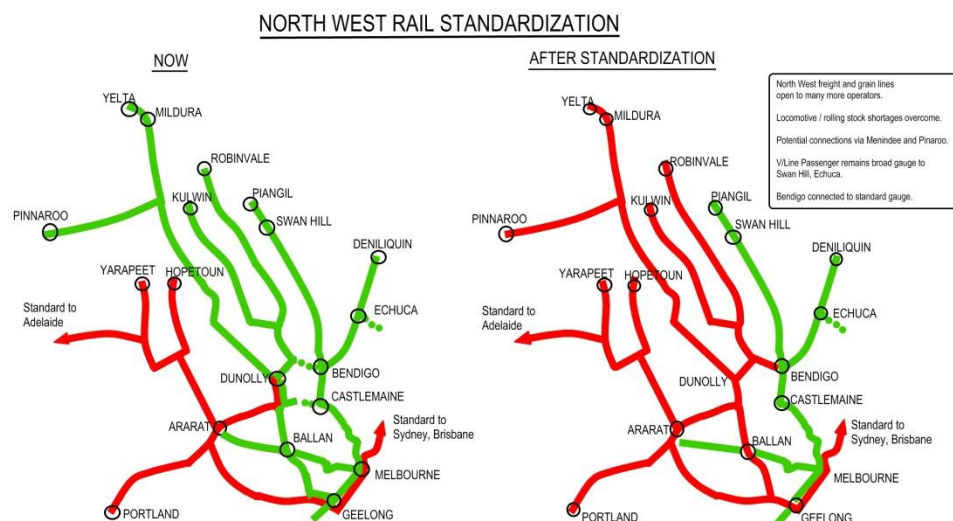 NORTH WEST RAIL STANDARDIZATION
NOW
YELTA
MILDURA
ROBINVALE
KULWIN
PIANGIL
PINNAROO
SWAN HILL
DENILIQUIN
YARAPEET
HOPETOUN
Standard to
Adelaide
ECHUCA
BENDIGO
DUNOLLY
CASTLEMAINE
ARARAT
BALLAN
Standard to
Sydney, Brisbane
MELBOURNE
PORTLAND
GEELONG
AFTER STANDARDIZATION
YELTA
MILDURA
ROBINVALE
KULWIN
PIANGIL
PINNAROO
SWAN HILL
DENILIQUIN
YARAPEET
HOPETOUN
Standard to
Adelaide
ECHUCA
BENDIGO
DUNOLLY
CASTLEMAINE
ARARAT
BALLAN
Standard to
Sydney, Brisbane
MELBOURNE
PORTLAND
GEELONG
North West freight and grain lines
open to many more operators.
Locomotive / rolling stock shortages overcome.
Potential connections via Menindee and Pinaroo.
V/Line Passenger remains broad gauge to
Swan Hill, Echuca.
Bendigo connected to standard gauge.